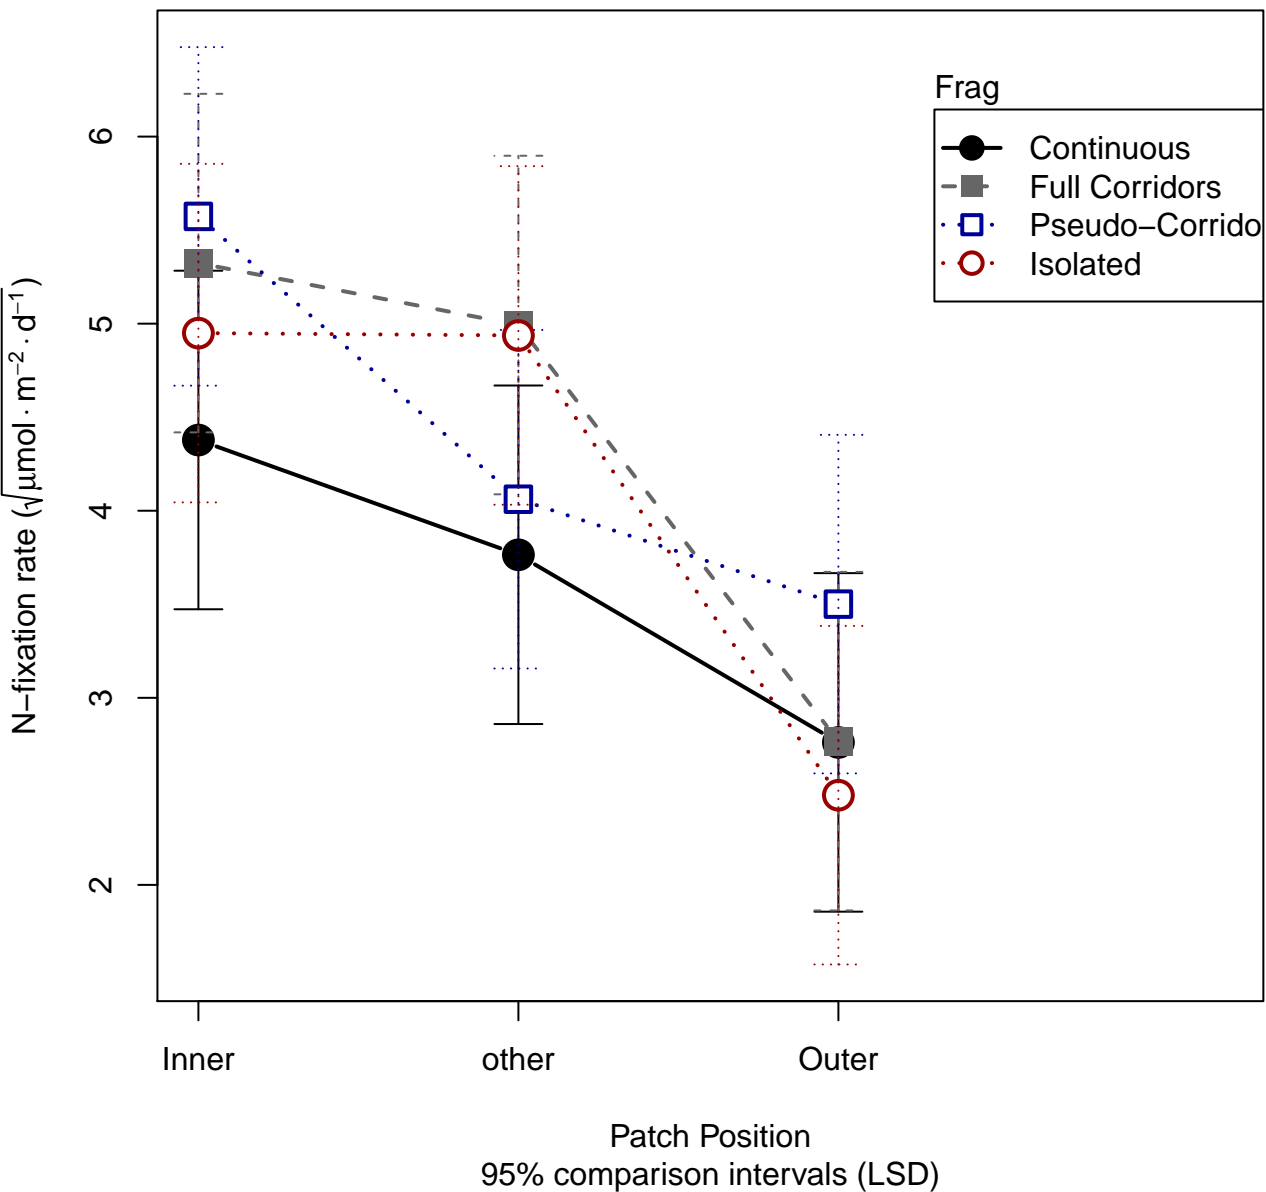 Frag
Continuous
Full Corridors
Pseudo−Corrido
Isolated
N−fixation rate (√μmol · m⁻² · d⁻¹)
6
5
4
3
2
Inner other Outer
Patch Position
95% comparison intervals (LSD)